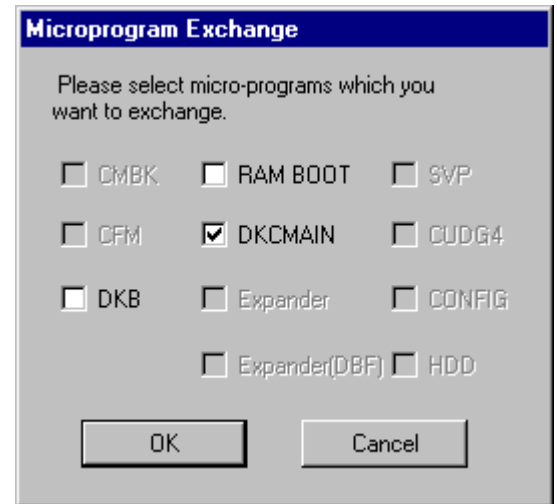 Microprogram Exchange
Please select micro-programs which you
want to exchange.
CMBK RAM BOOT SVP
CFM DKCMAIN CUDG4
DKB Expander CONFIG
Expander(DBF) HDD
OK Cancel